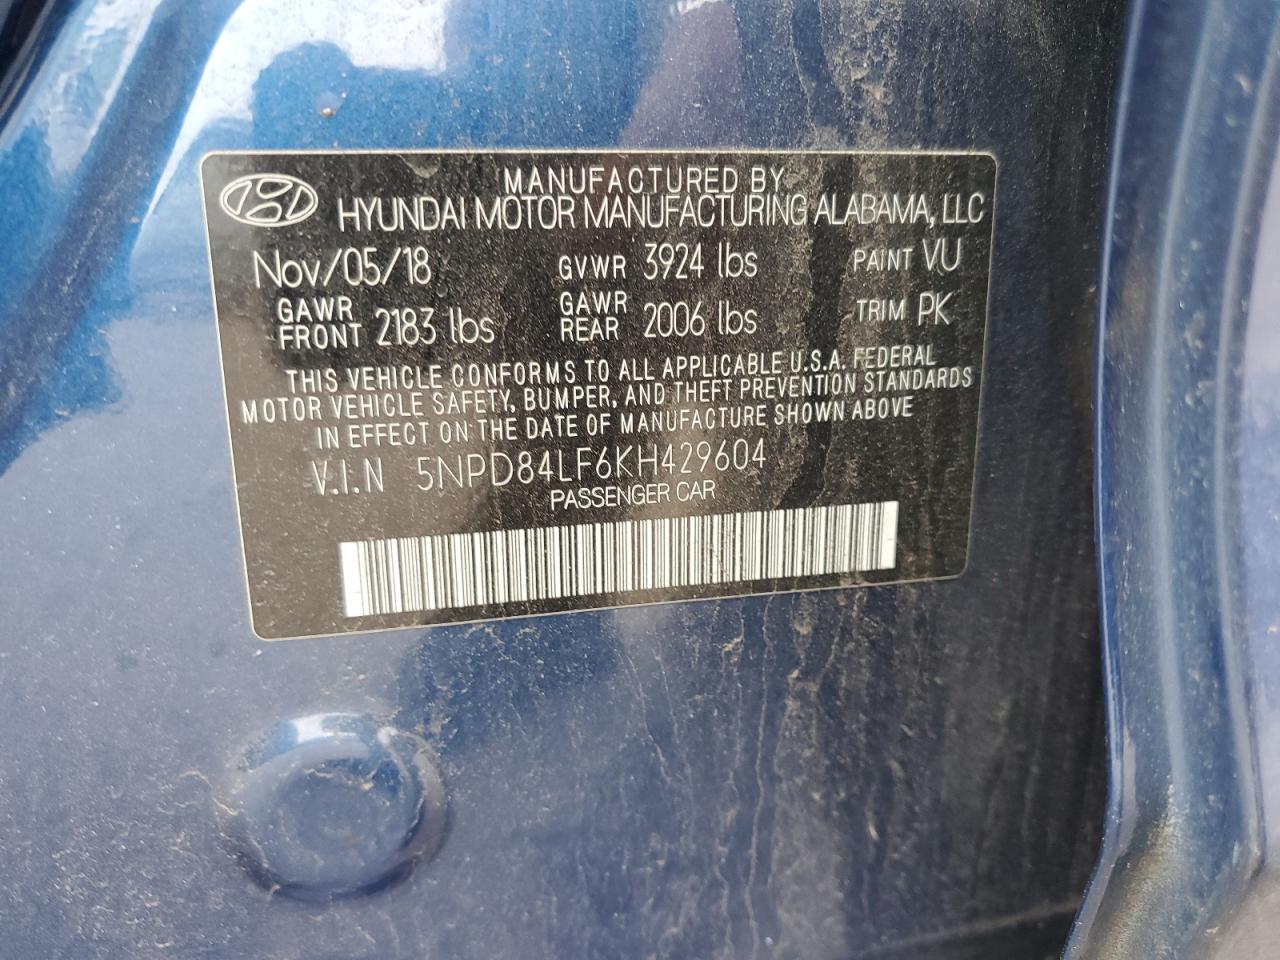 MANUFACTURED BY
HYUNDAI MOTOR MANUFACTURING ALABAMA, LLC
Nov/05/18 GVWR 3924 lbs PAINT VU
GAWR FRONT 2183 lbs GAWR REAR 2006 lbs TRIM PK
THIS VEHICLE CONFORMS TO ALL APPLICABLE U.S.A. FEDERAL
MOTOR VEHICLE SAFETY, BUMPER, AND THEFT PREVENTION STANDARDS
IN EFFECT ON THE DATE OF MANUFACTURE SHOWN ABOVE
V.I.N 5NPD84LF6KH429604
PASSENGER CAR